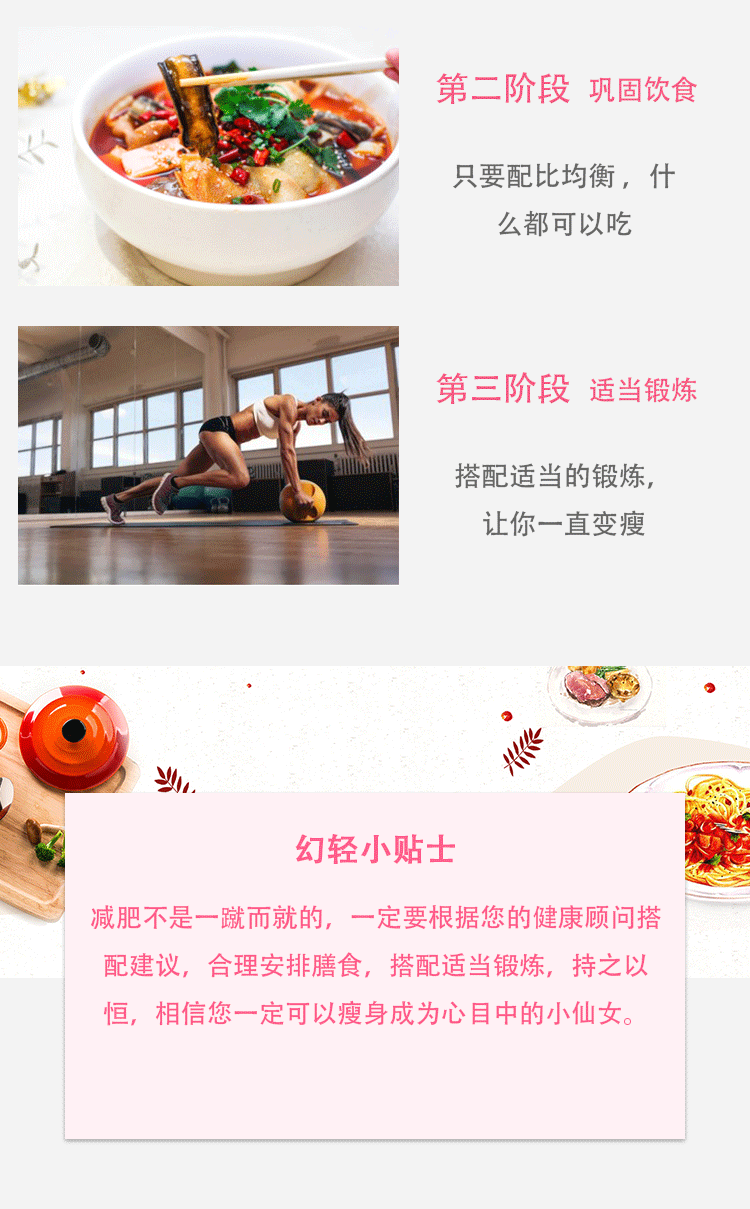 第二阶段 巩固饮食
只要配比均衡，什
么都可以吃
第三阶段 适当锻炼
搭配适当的锻炼，
让你一直变瘦
幻轻小贴士
减肥不是一蹴而就的，一定要根据您的健康顾问搭
配建议，合理安排膳食，搭配适当锻炼，持之以
恒，相信您一定可以瘦身成为心目中的小仙女。